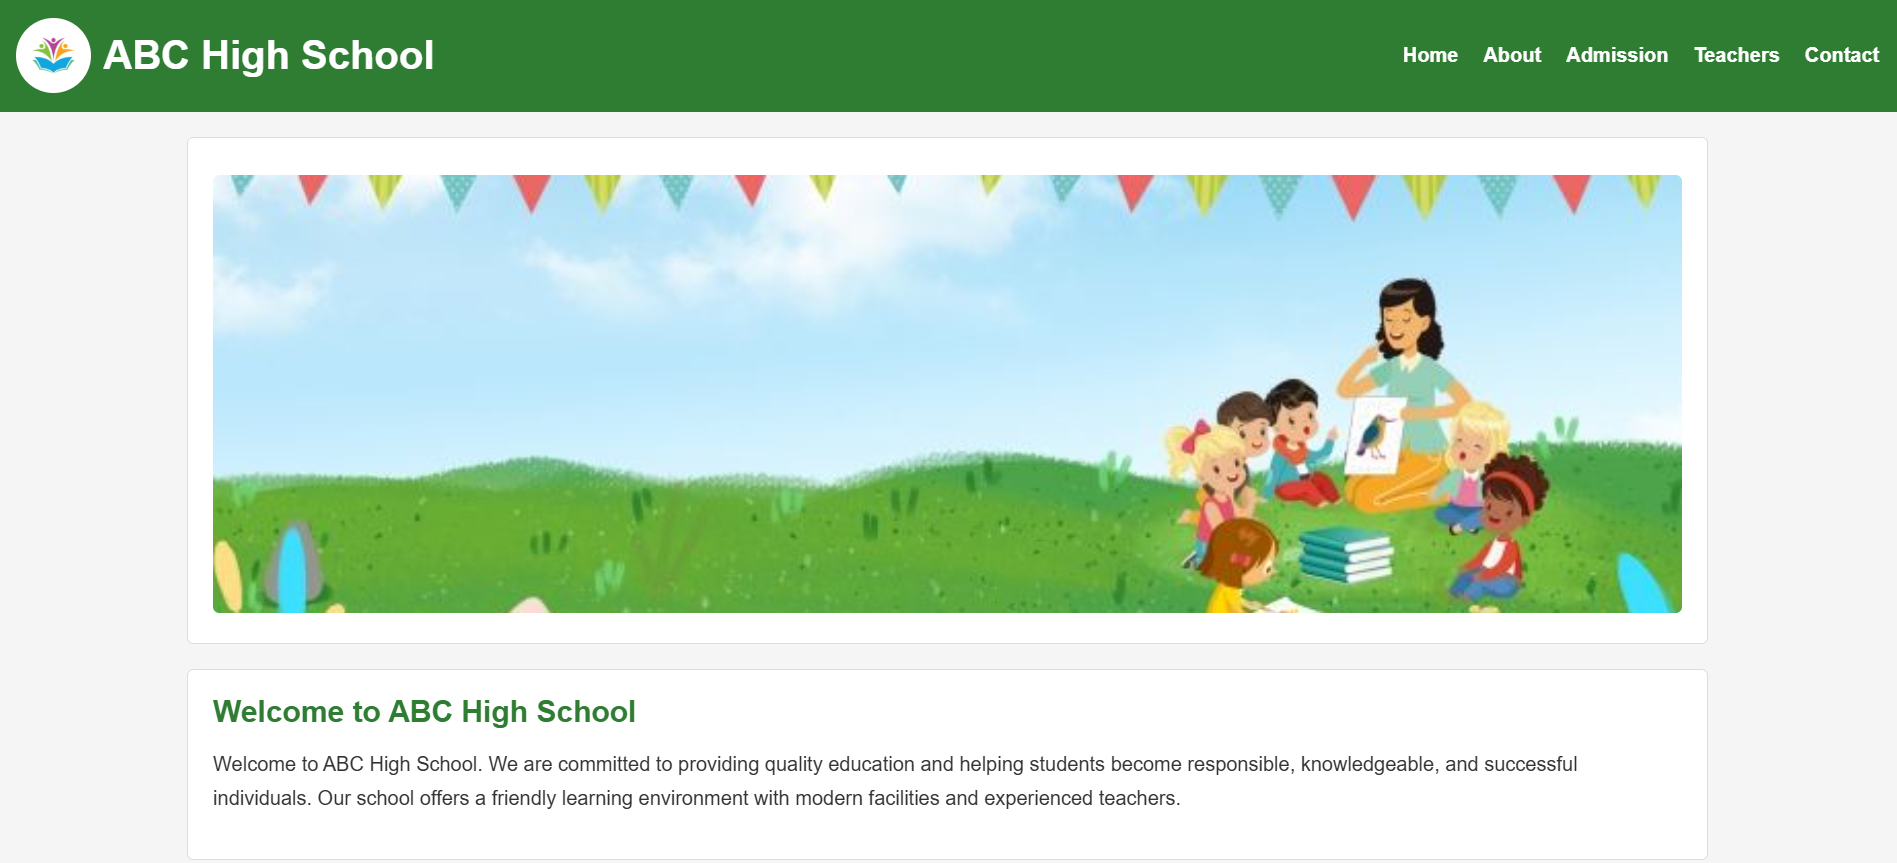 ABC High School
Home About Admission Teachers Contact
Welcome to ABC High School
Welcome to ABC High School. We are committed to providing quality education and helping students become responsible, knowledgeable, and successful
individuals. Our school offers a friendly learning environment with modern facilities and experienced teachers.